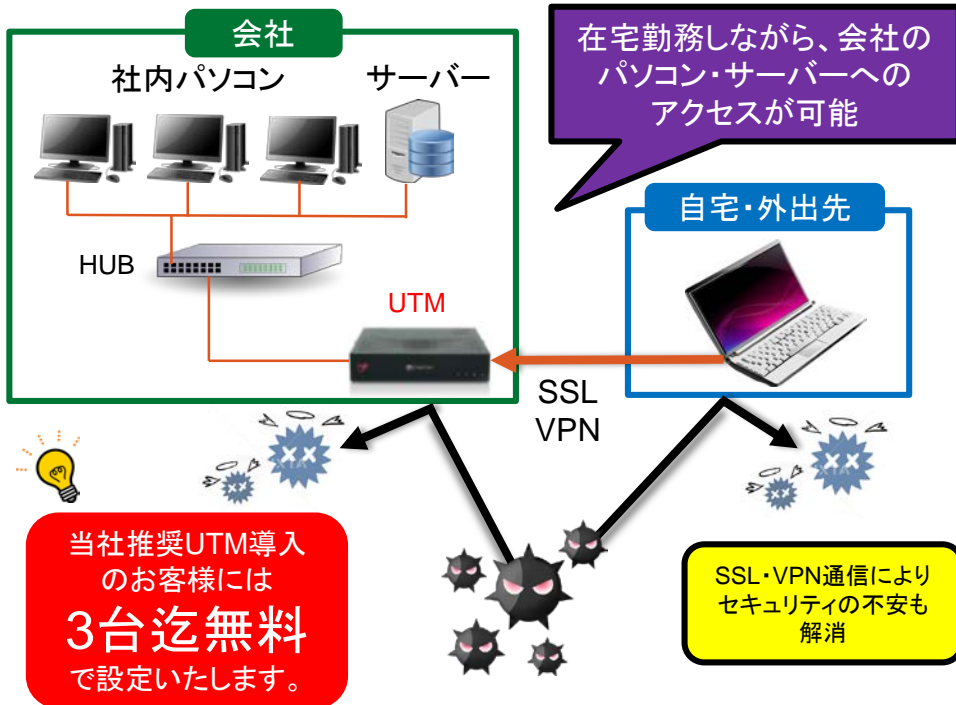 会社
在宅勤務しながら、会社の
パソコン・サーバーへの
アクセスが可能
社内パソコン
サーバー
自宅・外出先
HUB
UTM
SSL
VPN
当社推奨UTM導入
のお客様には
3台迄無料
で設定いたします。
SSL・VPN通信により
セキュリティの不安も
解消